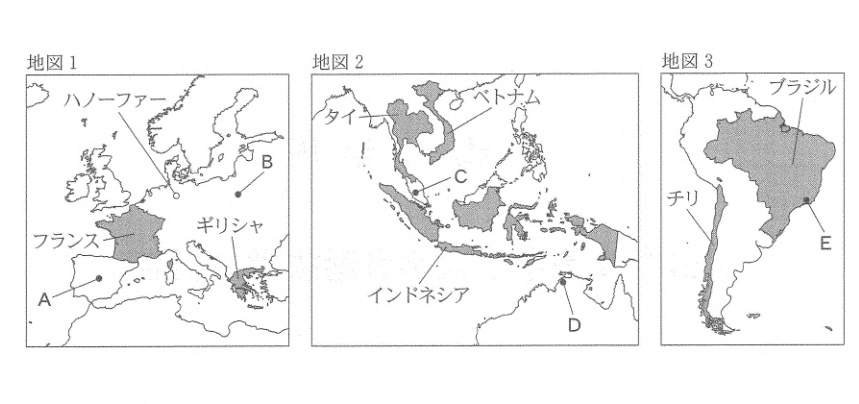 地図1
ハノーファー
B
フランス
ギリシャ
A
地図2
タイ
ベトナム
C
インドネシア
D
地図3
ブラジル
チリ
E